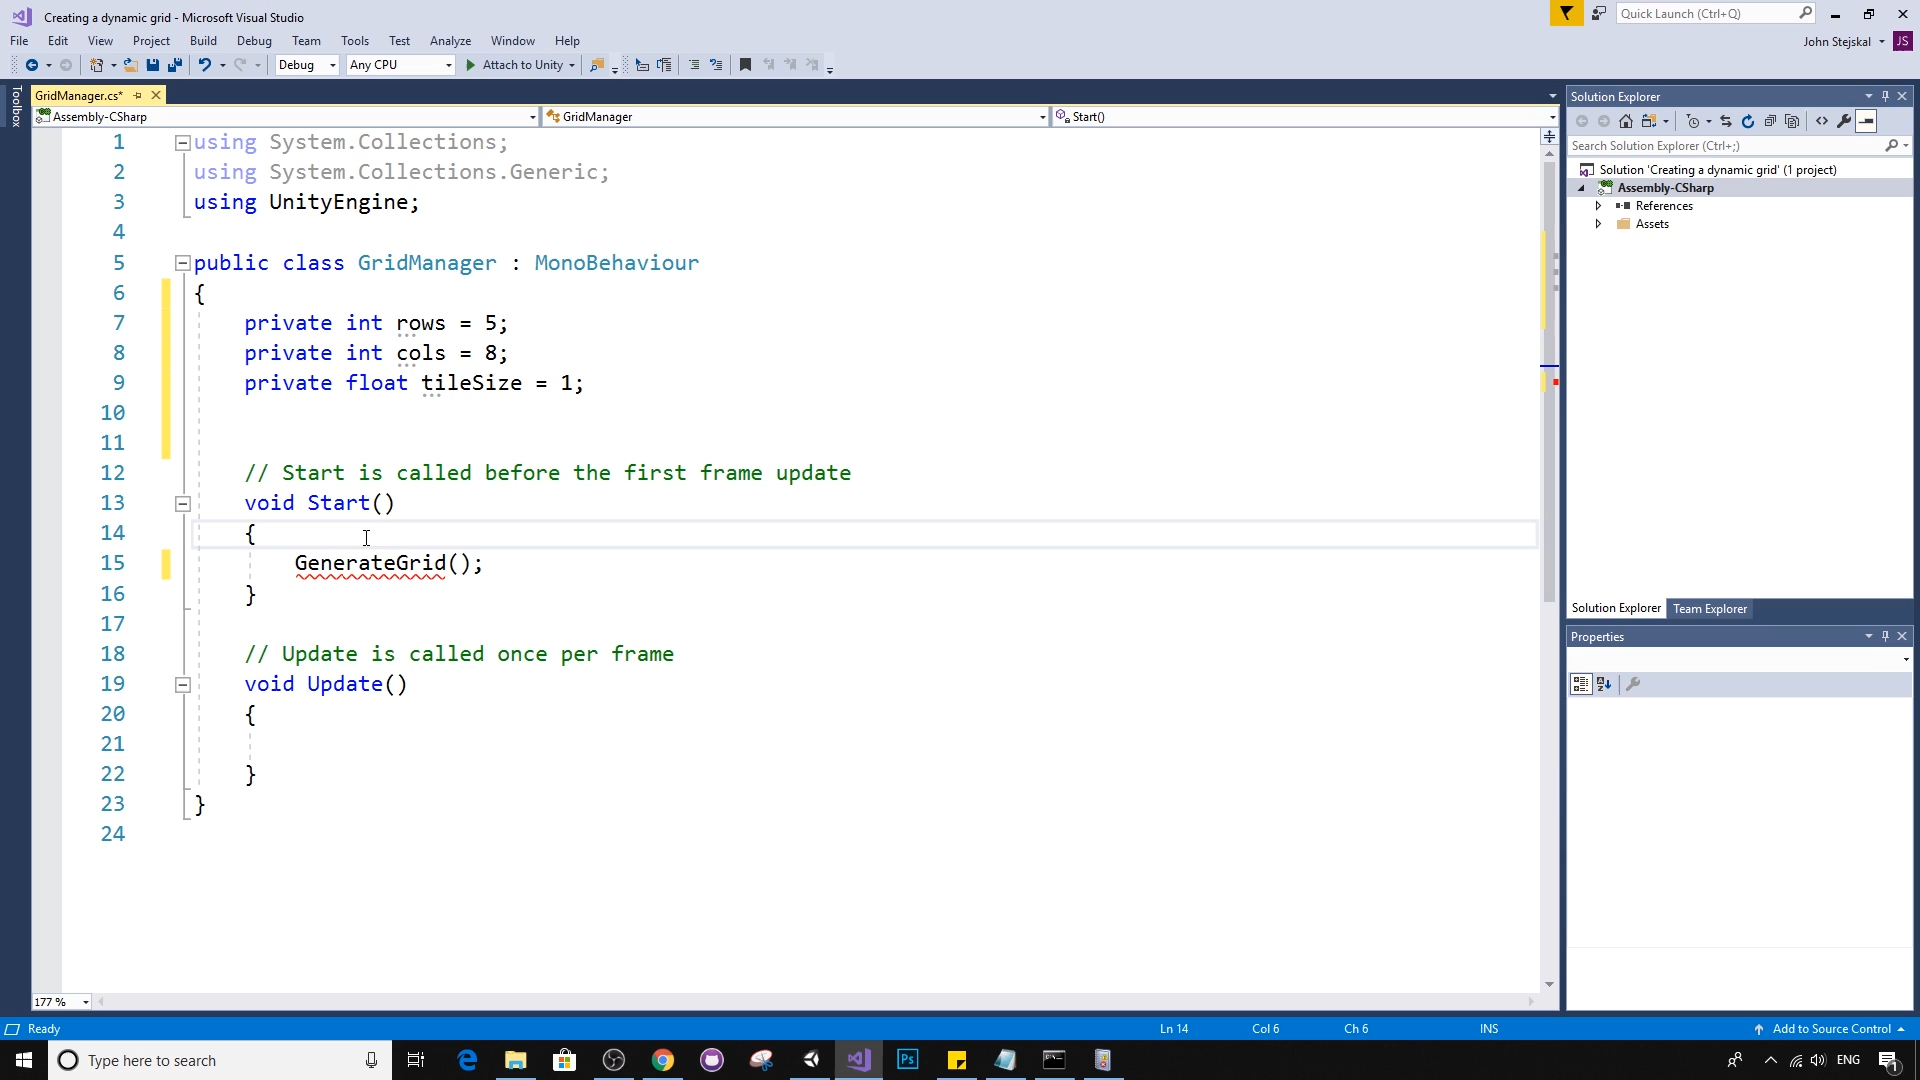 Creating a dynamic grid - Microsoft Visual Studio
Quick Launch (Ctrl+Q)
File Edit View Project Build Debug Team Tools Test Analyze Window Help
John Stejskal JS
Debug Any CPU Attach to Unity
Toolbox
GridManager.cs*
Assembly-CSharp GridManager Start()
1 using System.Collections;
2 using System.Collections.Generic;
3 using UnityEngine;
4
5 public class GridManager : MonoBehaviour
6 {
7 private int rows = 5;
8 private int cols = 8;
9 private float tileSize = 1;
10
11
12 // Start is called before the first frame update
13 void Start()
14 {
15 GenerateGrid();
16 }
17
18 // Update is called once per frame
19 void Update()
20 {
21
22 }
23 }
24
177 %
Solution Explorer
Search Solution Explorer (Ctrl+;)
Solution 'Creating a dynamic grid' (1 project)
Assembly-CSharp
References
Assets
Solution Explorer Team Explorer
Properties
Ready Ln 14 Col 6 Ch 6 INS Add to Source Control
Type here to search Ps ENG 1